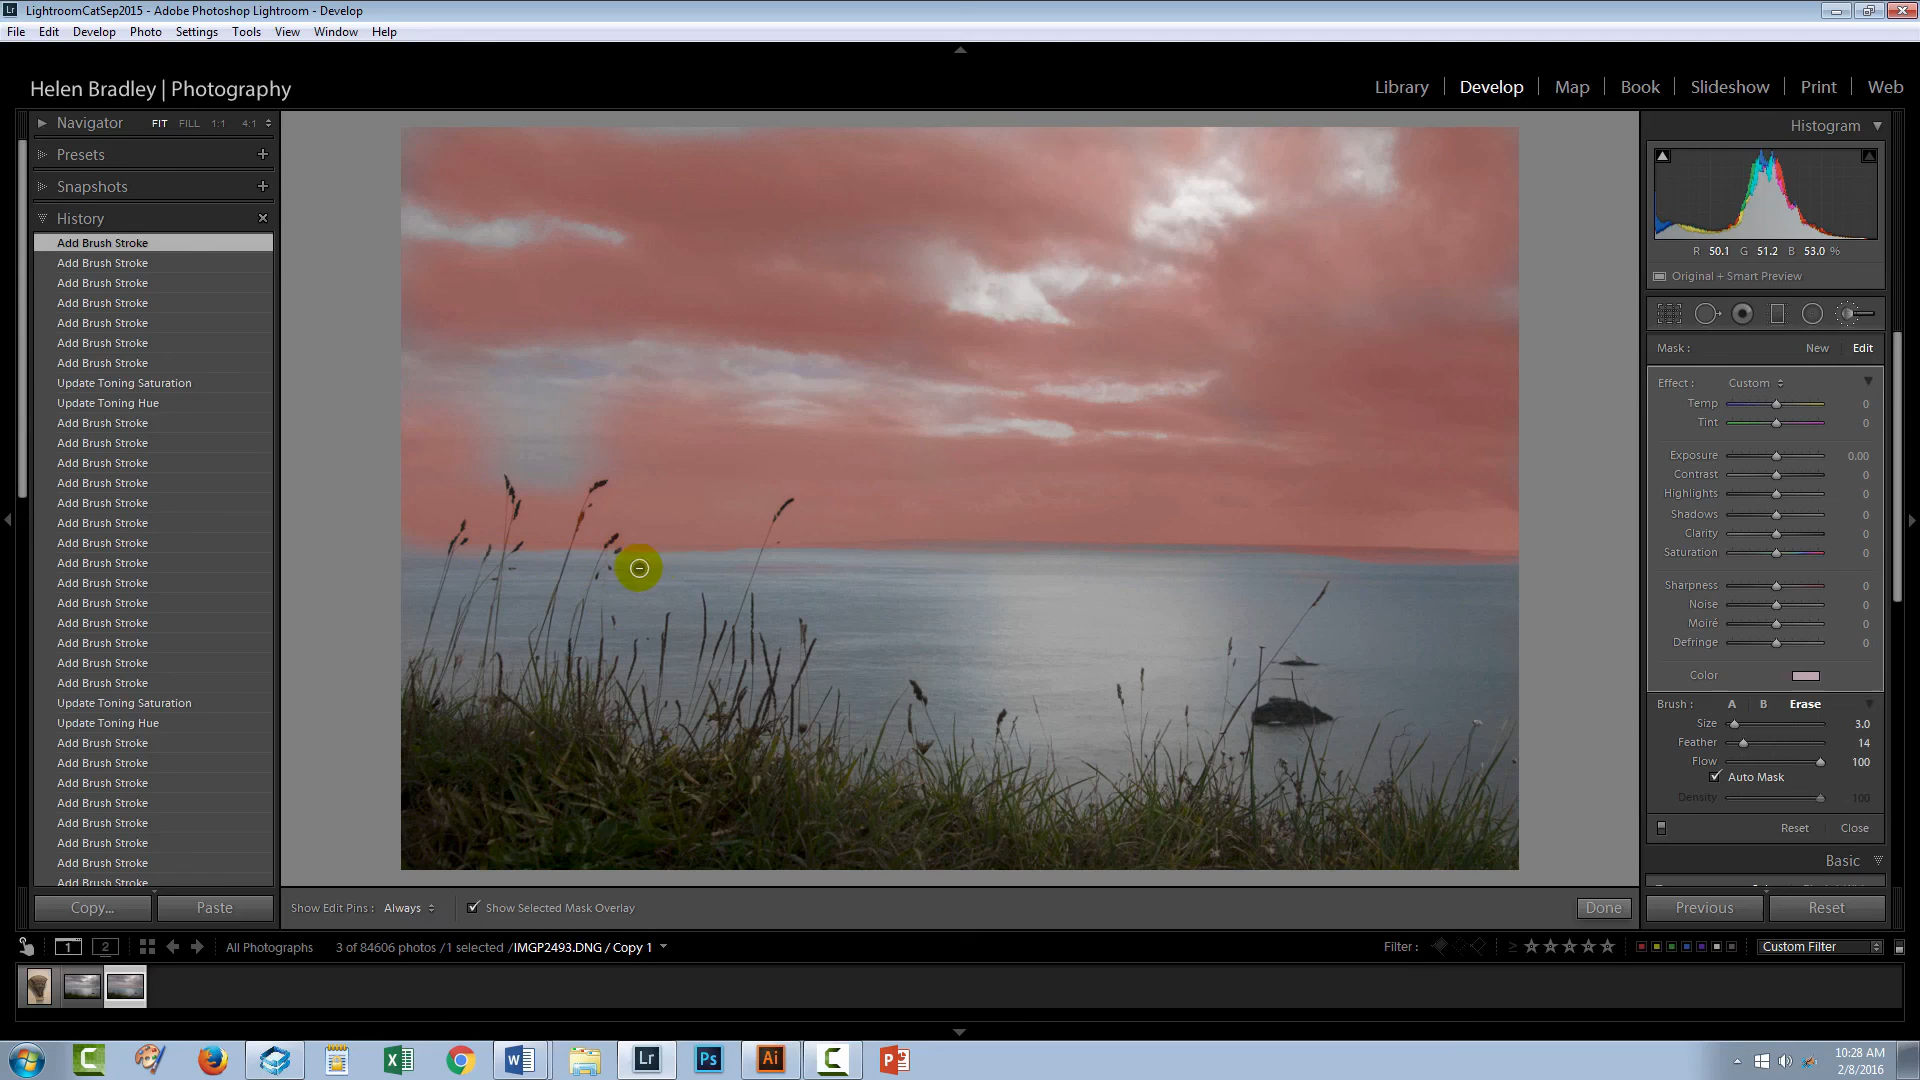 LightroomCatSep2015 - Adobe Photoshop Lightroom - Develop
File Edit Develop Photo Settings Tools View Window Help
Helen Bradley | Photography
Library Develop Map Book Slideshow Print Web
Navigator FIT FILL 1:1 4:1
Presets
Snapshots
History
Add Brush Stroke
Add Brush Stroke
Add Brush Stroke
Add Brush Stroke
Add Brush Stroke
Add Brush Stroke
Add Brush Stroke
Update Toning Saturation
Update Toning Hue
Add Brush Stroke
Add Brush Stroke
Add Brush Stroke
Add Brush Stroke
Add Brush Stroke
Add Brush Stroke
Add Brush Stroke
Add Brush Stroke
Add Brush Stroke
Add Brush Stroke
Add Brush Stroke
Add Brush Stroke
Add Brush Stroke
Add Brush Stroke
Update Toning Saturation
Update Toning Hue
Add Brush Stroke
Add Brush Stroke
Add Brush Stroke
Add Brush Stroke
Add Brush Stroke
Add Brush Stroke
Add Brush Stroke
Add Brush Stroke
Copy... Paste
Histogram
R 50.1 G 51.2 B 53.0 %
Original + Smart Preview
Mask : New Edit
Effect : Custom
Temp 0
Tint 0
Exposure 0.00
Contrast 0
Highlights 0
Shadows 0
Clarity 0
Saturation 0
Sharpness 0
Noise 0
Moiré 0
Defringe 0
Color
Brush : A B Erase
Size 3.0
Feather 14
Flow 100
Auto Mask
Density 100
Reset Close
Basic
Previous Reset
Show Edit Pins : Always Show Selected Mask Overlay Done
1 2 All Photographs 3 of 84606 photos /1 selected /IMGP2493.DNG / Copy 1
Filter : ≥ Custom Filter
Lr Ps Ai
10:28 AM
2/8/2016